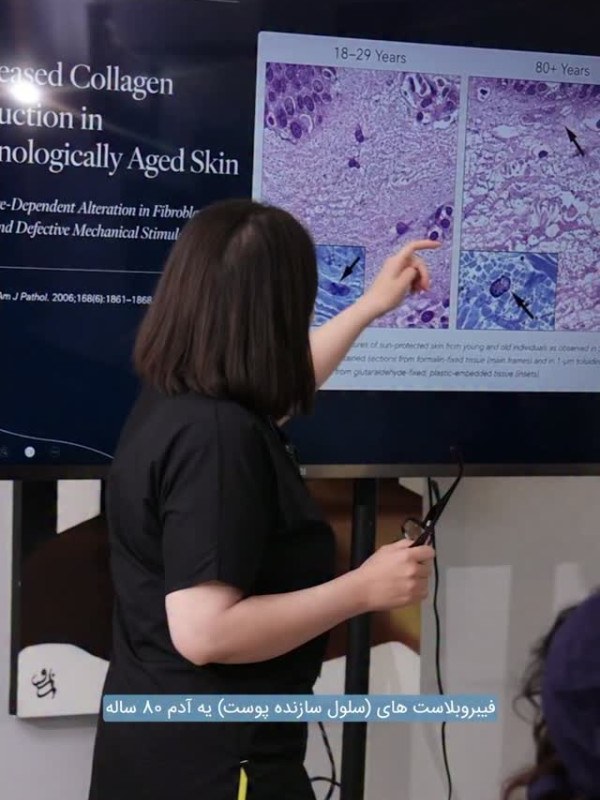 eased Collagen
uction in
nologically Aged Skin
e-Dependent Alteration in Fibrobl
nd Defective Mechanical Stimul
Am J Pathol. 2006;168(6):1861–1868
18–29 Years
80+ Years
ures of sun-protected skin from young and old individuals as observed in
ained sections from formalin-fixed tissue (main frames) and in 1-µm toluidin
from glutaraldehyde-fixed, plastic-embedded tissue (insets).
فیبروبلاست های (سلول سازنده پوست) یه آدم ۸۰ ساله